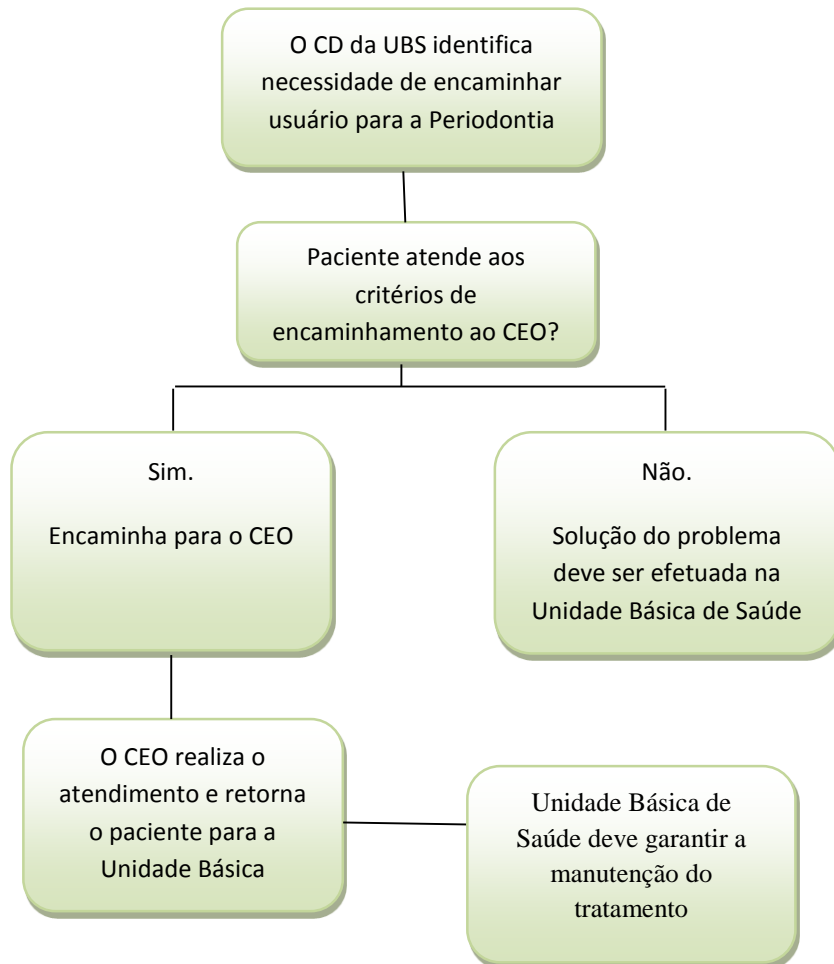 O CD da UBS identifica
necessidade de encaminhar
usuário para a Periodontia
Paciente atende aos
critérios de
encaminhamento ao CEO?
Sim.
Encaminha para o CEO
Não.
Solução do problema
deve ser efetuada na
Unidade Básica de Saúde
O CEO realiza o
atendimento e retorna
o paciente para a
Unidade Básica
Unidade Básica de
Saúde deve garantir a
manutenção do
tratamento